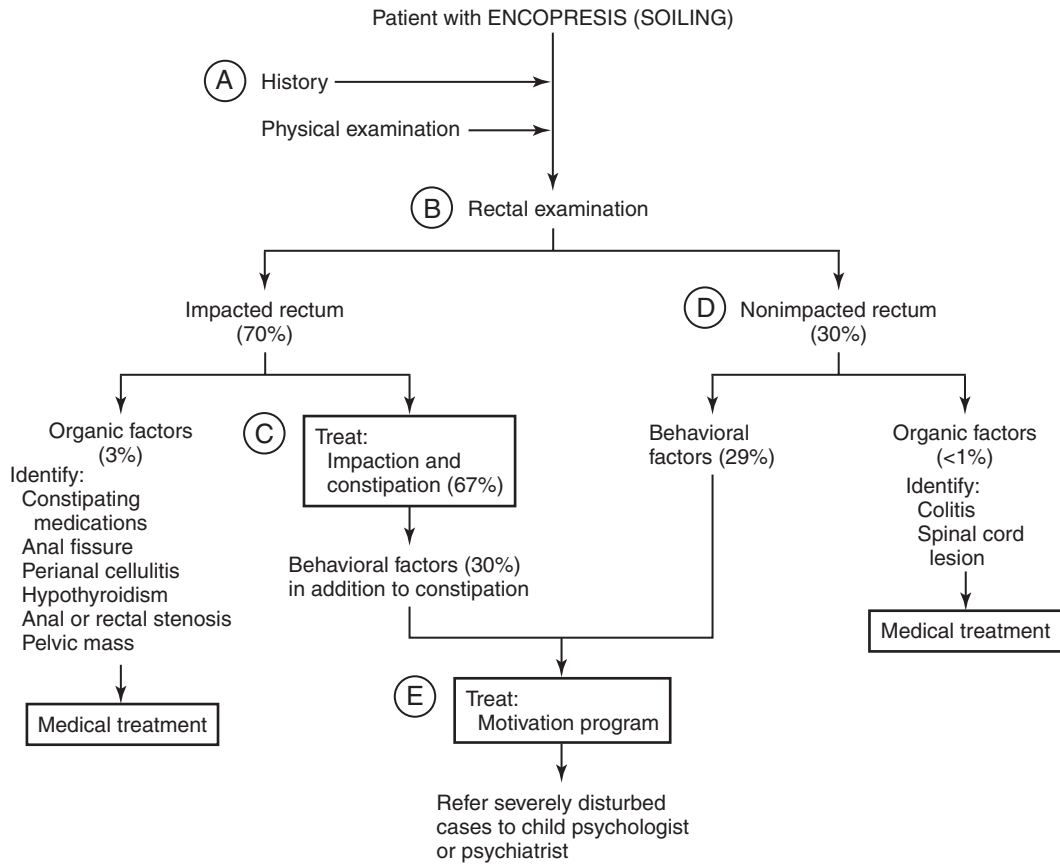 Patient with ENCOPRESIS (SOILING)
A
History
Physical examination
B
Rectal examination
Impacted rectum
(70%)
D
Nonimpacted rectum
(30%)
Organic factors
(3%)
Identify:
Constipating
medications
Anal fissure
Perianal cellulitis
Hypothyroidism
Anal or rectal stenosis
Pelvic mass
Medical treatment
C
Treat:
Impaction and
constipation (67%)
Behavioral factors (30%)
in addition to constipation
Behavioral
factors (29%)
Organic factors
(<1%)
Identify:
Colitis
Spinal cord
lesion
Medical treatment
E
Treat:
Motivation program
Refer severely disturbed
cases to child psychologist
or psychiatrist